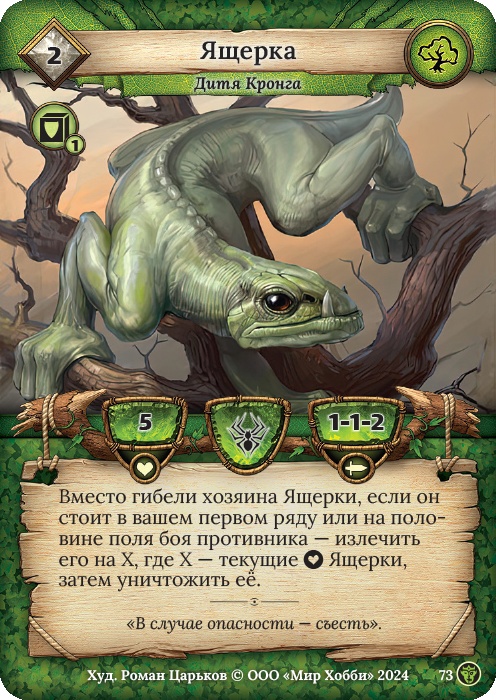 2
Ящерка
Дитя Кронга
1
5
1-1-2
Вместо гибели хозяина Ящерки, если он
стоит в вашем первом ряду или на поло-
вине поля боя противника — излечить
его на X, где X — текущие Ящерки,
затем уничтожить её.
«В случае опасности — съесть».
Худ. Роман Царьков © ООО «Мир Хобби» 2024
73